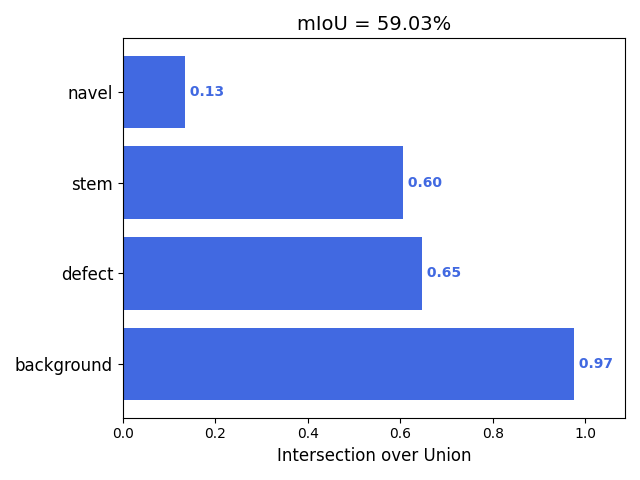 mIoU = 59.03%
navel
0.13
stem
0.60
defect
0.65
background
0.97
0.0 0.2 0.4 0.6 0.8 1.0
Intersection over Union